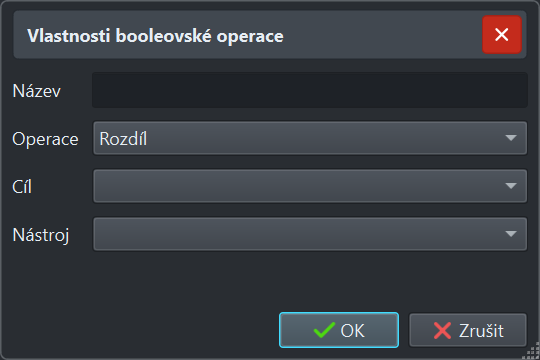 Vlastnosti booleovské operace
Název
Operace Rozdíl
Cíl
Nástroj
OK Zrušit